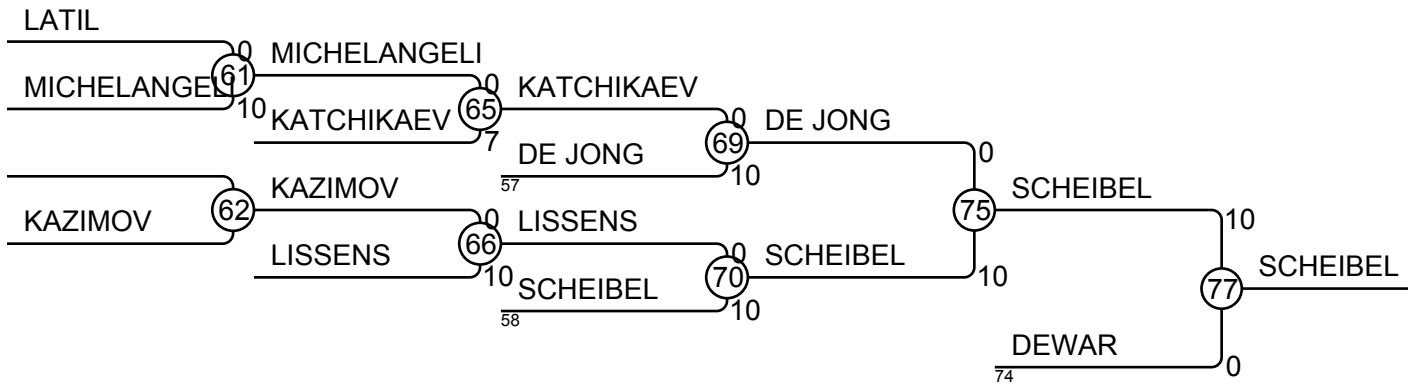 LATIL
0
61
MICHELANGELI
MICHELANGELI
10
0
65
KATCHIKAEV
KATCHIKAEV
7
0
69
DE JONG
DE JONG
57
10
0
KAZIMOV
62
KAZIMOV
0
66
LISSENS
LISSENS
10
0
70
SCHEIBEL
SCHEIBEL
58
10
75
10
SCHEIBEL
10
77
SCHEIBEL
DEWAR
74
0